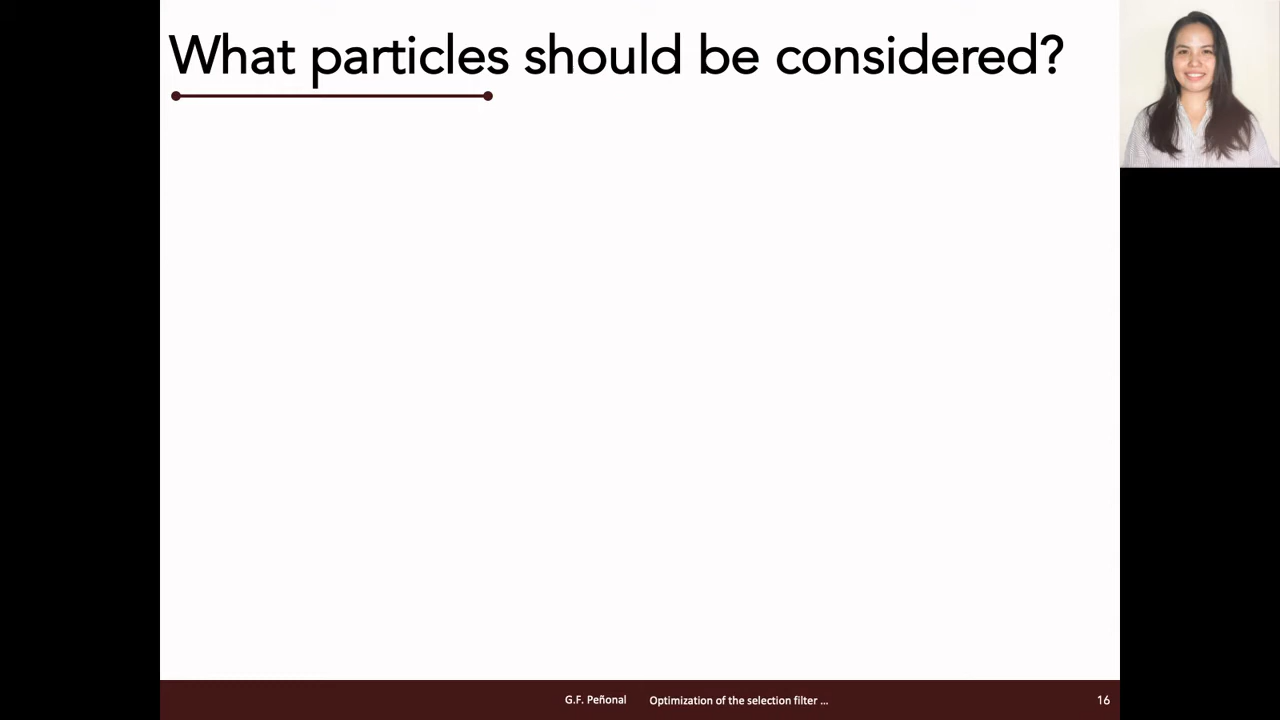 What particles should be considered?
G.F. Peñonal Optimization of the selection filter ... 16